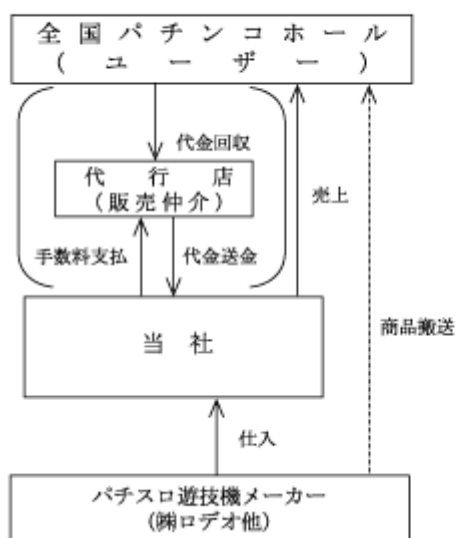 全国パチンコホール
(ユーザー)
代金回収
代行店
(販売仲介)
売上
手数料支払
代金送金
商品搬送
当社
仕入
パチスロ遊技機メーカー
(㈱ロデオ他)